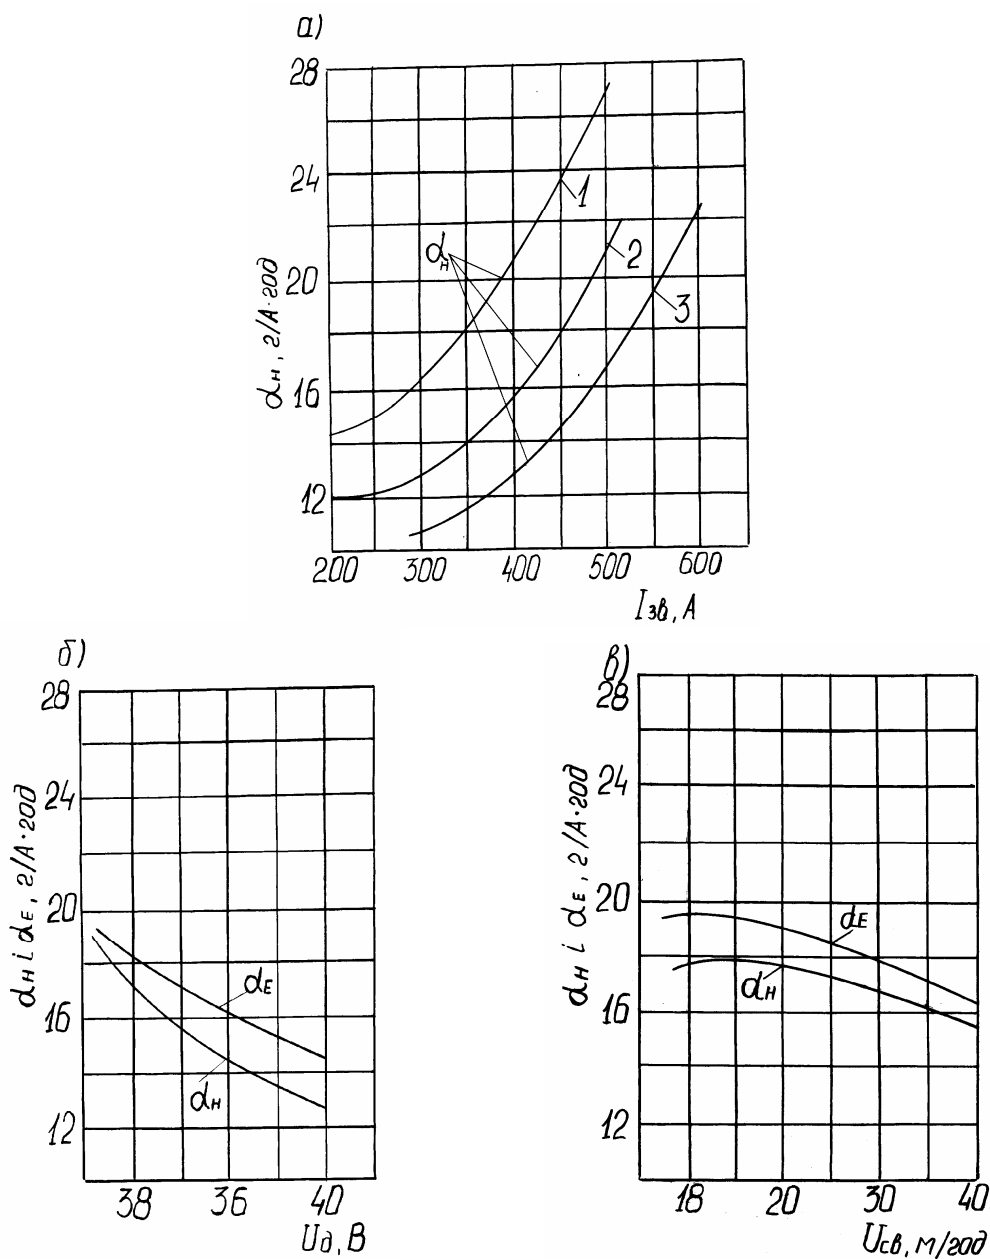 а)
28
24
20
16
12
αн, г/А·год
αн
1
2
3
200 300 400 500 600
Iзв, А
б)
28
24
20
16
12
αн і αЕ, г/А·год
αЕ
αн
38 36 40
Uд, В
в)
28
24
20
16
12
αн і αЕ, г/А·год
αЕ
αн
18 20 30 40
Uсв, м/год